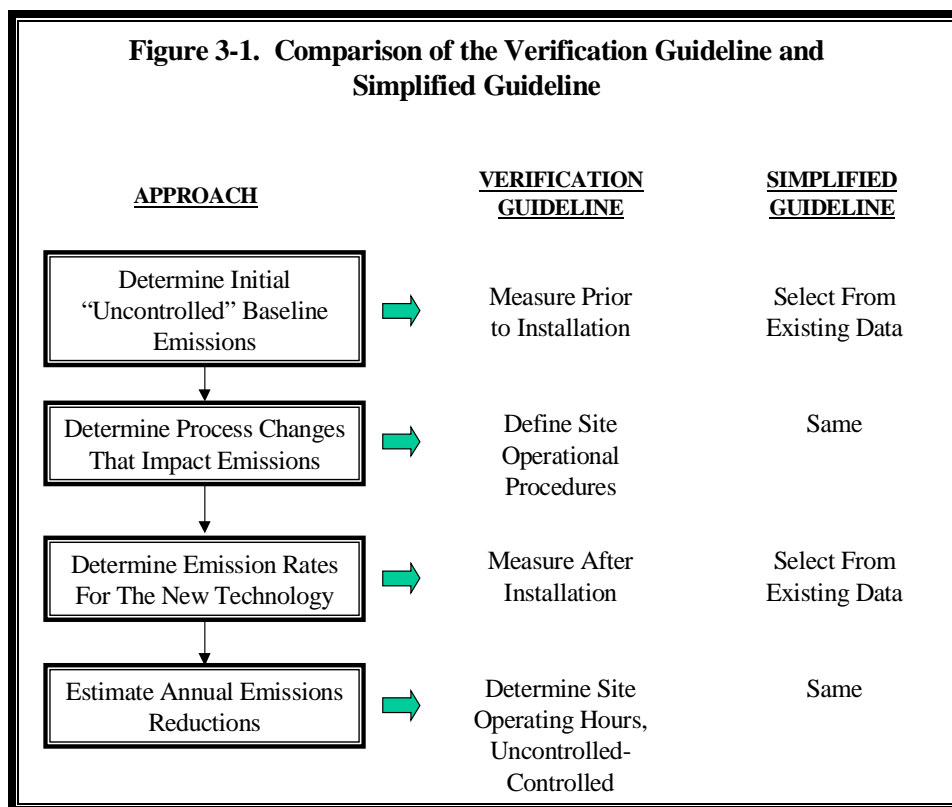 Figure 3-1. Comparison of the Verification Guideline and
Simplified Guideline
APPROACH
VERIFICATION
GUIDELINE
SIMPLIFIED
GUIDELINE
Determine Initial
“Uncontrolled” Baseline
Emissions
Measure Prior
to Installation
Select From
Existing Data
Determine Process Changes
That Impact Emissions
Define Site
Operational
Procedures
Same
Determine Emission Rates
For The New Technology
Measure After
Installation
Select From
Existing Data
Estimate Annual Emissions
Reductions
Determine Site
Operating Hours,
Uncontrolled-
Controlled
Same